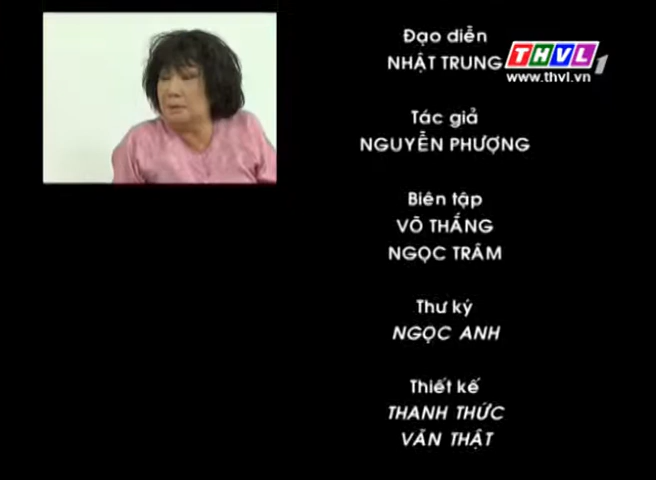 Đạo diễn
NHẬT TRUNG
THVL1
www.thvl.vn
Tác giả
NGUYỄN PHƯỢNG
Biên tập
VÕ THẮNG
NGỌC TRÂM
Thư ký
NGỌC ANH
Thiết kế
THANH THỨC
VĂN THẬT